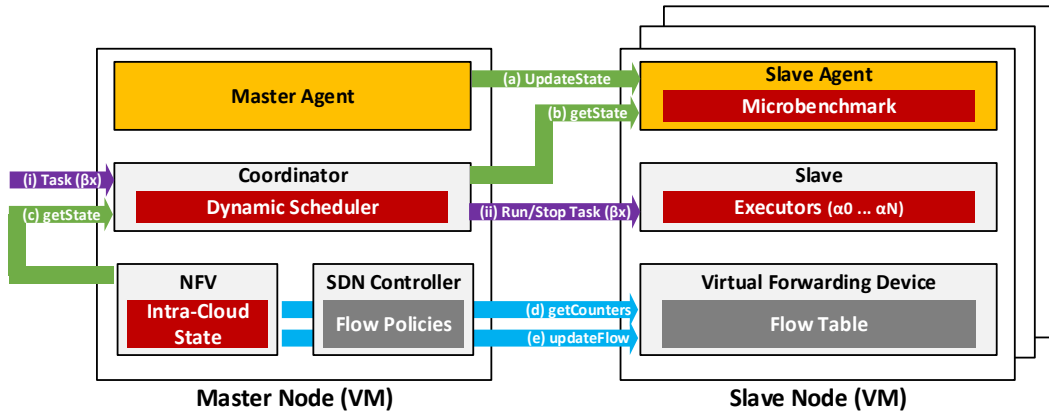 Master Agent
(a) UpdateState
Slave Agent
Microbenchmark
(b) getState
(i) Task (βx)
Coordinator
Dynamic Scheduler
(c) getState
(ii) Run/Stop Task (βx)
Slave
Executors (α0 ... αN)
NFV
Intra-Cloud
State
SDN Controller
Flow Policies
(d) getCounters
(e) updateFlow
Virtual Forwarding Device
Flow Table
Master Node (VM)
Slave Node (VM)